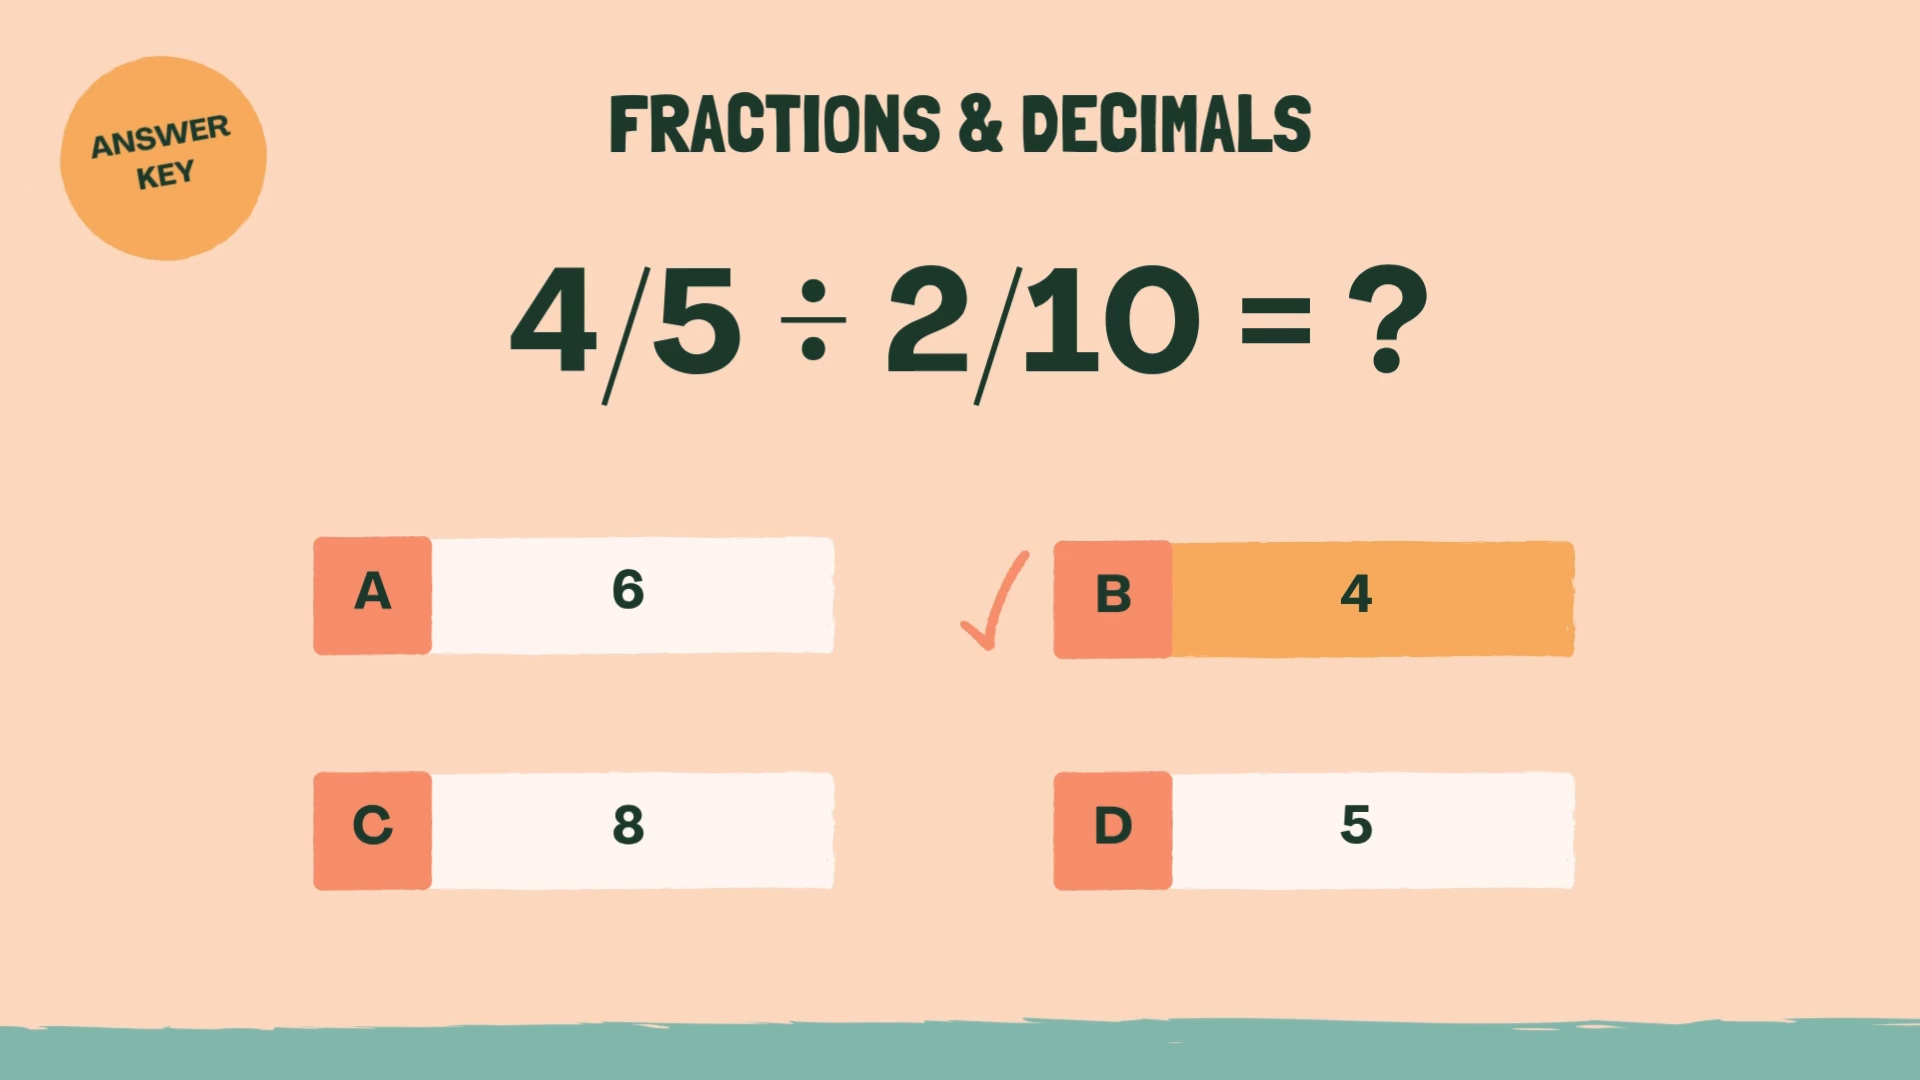 ANSWER
KEY
FRACTIONS & DECIMALS
4/5 ÷ 2/10 = ?
A 6
B 4
C 8
D 5